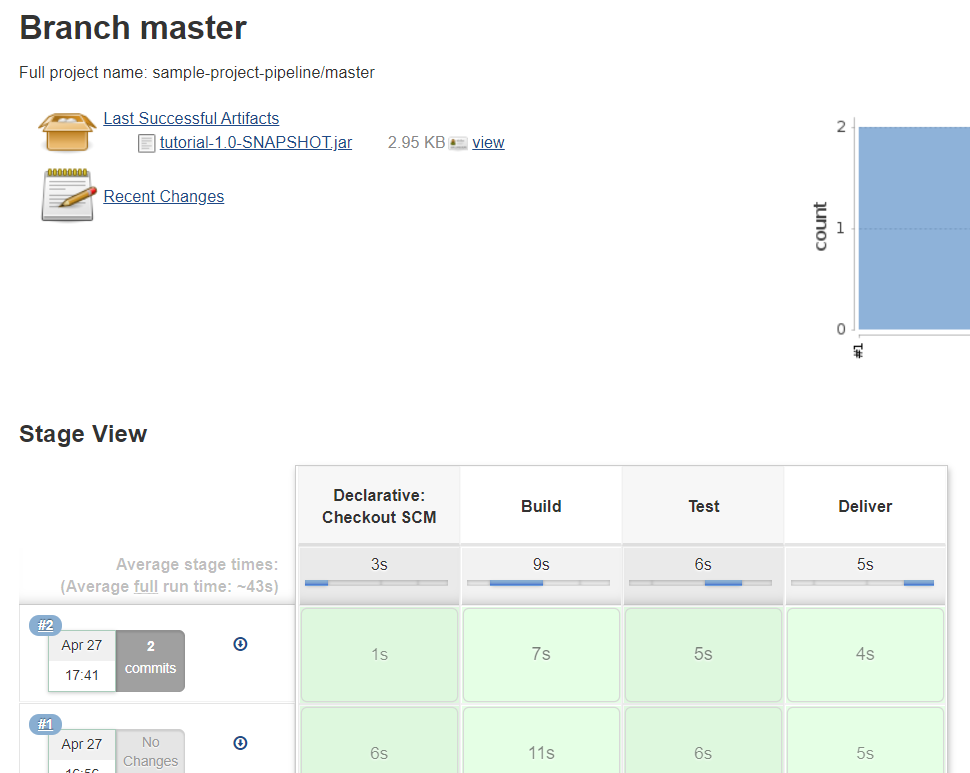 Branch master
Full project name: sample-project-pipeline/master
Last Successful Artifacts
tutorial-1.0-SNAPSHOT.jar 2.95 KB view
Recent Changes
2
1
0
count
#1
Stage View
Declarative:
Checkout SCM
Build
Test
Deliver
Average stage times:
(Average full run time: ~43s)
3s
9s
6s
5s
#2
Apr 27
17:41
2
commits
1s
7s
5s
4s
#1
Apr 27
16:56
No
Changes
6s
11s
6s
5s